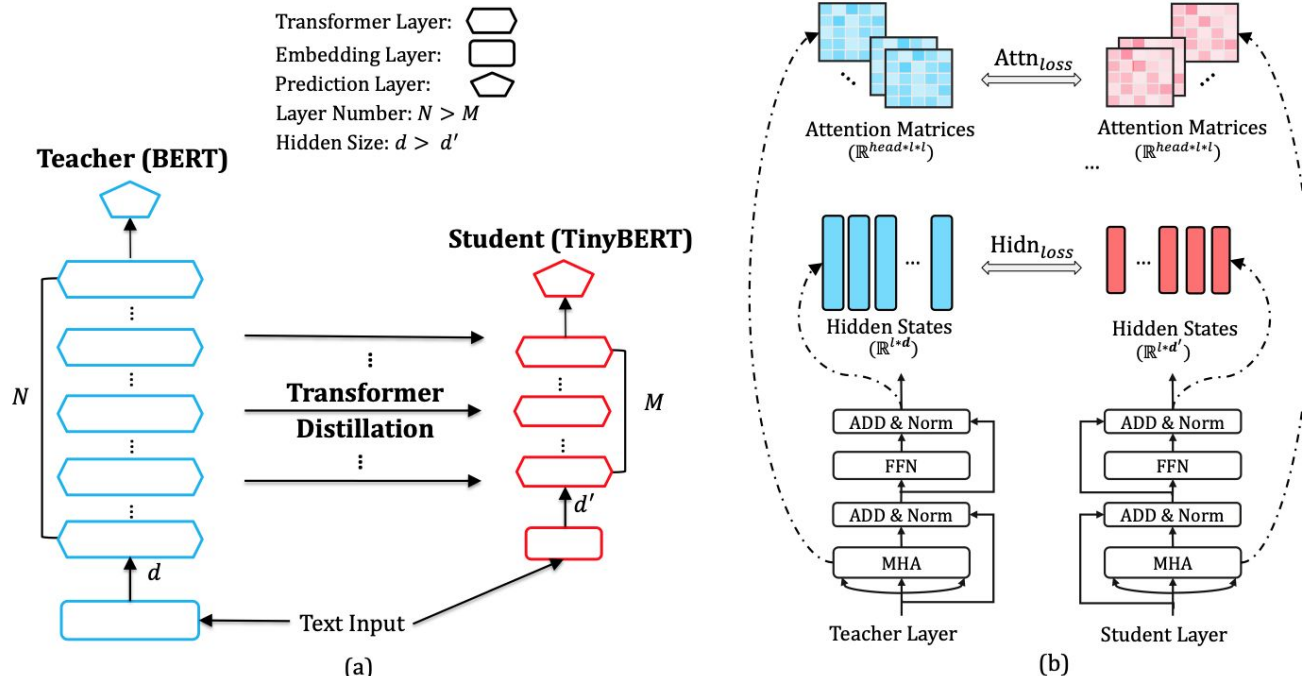 Transformer Layer:
Embedding Layer:
Prediction Layer:
Layer Number: N > M
Hidden Size: d > d′
Teacher (BERT)
Student (TinyBERT)
N
...
...
...
...
...
Transformer
Distillation
...
...
...
M
d
d′
Text Input
(a)
...
Attn_loss
...
Attention Matrices
(ℝ^{head*l*l})
Attention Matrices
(ℝ^{head*l*l})
...
...
Hidn_loss
...
Hidden States
(ℝ^{l*d})
Hidden States
(ℝ^{l*d′})
ADD & Norm
FFN
ADD & Norm
MHA
Teacher Layer
ADD & Norm
FFN
ADD & Norm
MHA
Student Layer
(b)